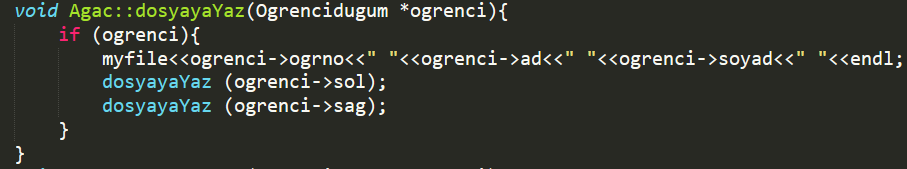 void Agac::dosyayaYaz(Ogrencidugum *ogrenci){
if (ogrenci){
myfile<<ogrenci->ogrno<<" "<<ogrenci->ad<<" "<<ogrenci->soyad<<" "<<endl;
dosyayaYaz (ogrenci->sol);
dosyayaYaz (ogrenci->sag);
}
}